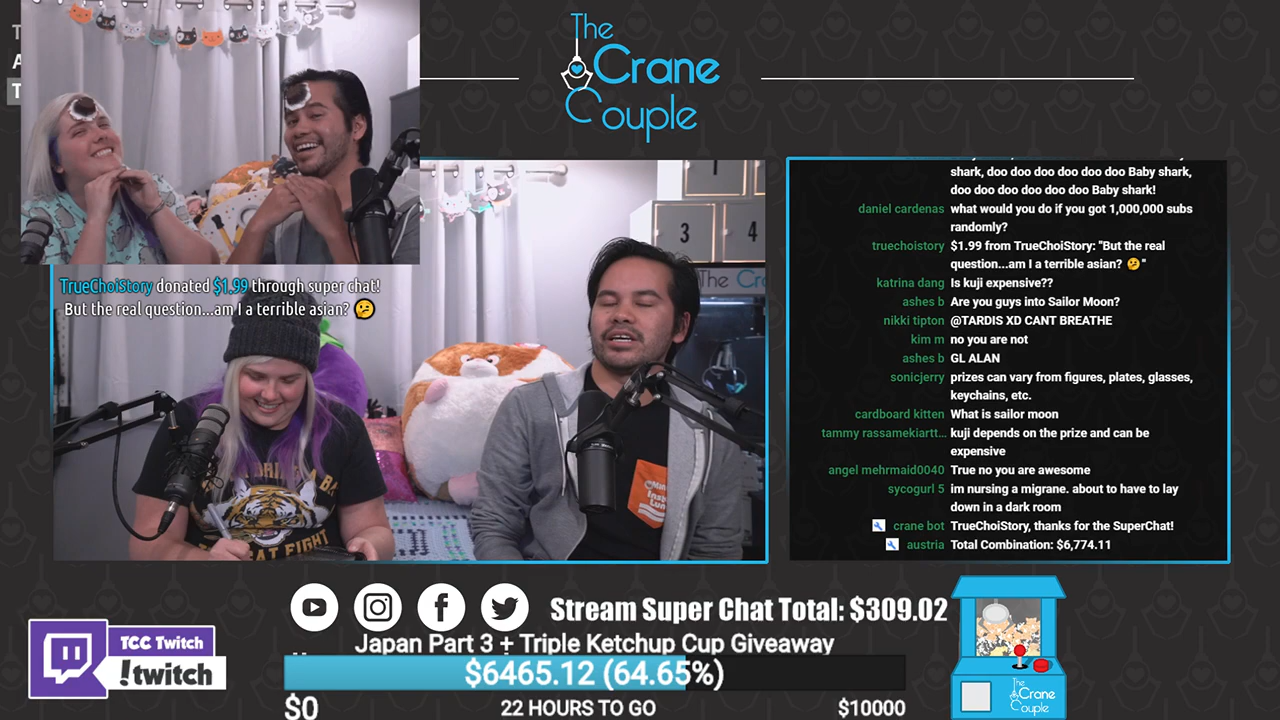 The
Crane
Couple
T
A
T
1
3
4
The Cr
TrueChoiStory donated $1.99 through super chat!
But the real question...am I a terrible asian? 🤔
shark, doo doo doo doo doo doo Baby shark,
doo doo doo doo doo doo Baby shark!
daniel cardenas what would you do if you got 1,000,000 subs
randomly?
truechoistory $1.99 from TrueChoiStory: "But the real
question...am I a terrible asian? 🤔"
katrina dang Is kuji expensive??
ashes b Are you guys into Sailor Moon?
nikki tipton @TARDIS XD CANT BREATHE
kim m no you are not
ashes b GL ALAN
sonicjerry prizes can vary from figures, plates, glasses,
keychains, etc.
cardboard kitten What is sailor moon
tammy rassamekiartt... kuji depends on the prize and can be
expensive
angel mehrmaid0040 True no you are awesome
sycogurl 5 im nursing a migrane. about to have to lay
down in a dark room
crane bot TrueChoiStory, thanks for the SuperChat!
austria Total Combination: $6,774.11
Stream Super Chat Total: $309.02
Japan Part 3 + Triple Ketchup Cup Giveaway
$6465.12 (64.65%)
$0
22 HOURS TO GO
$10000
TCC Twitch
!twitch
The
Crane
Couple